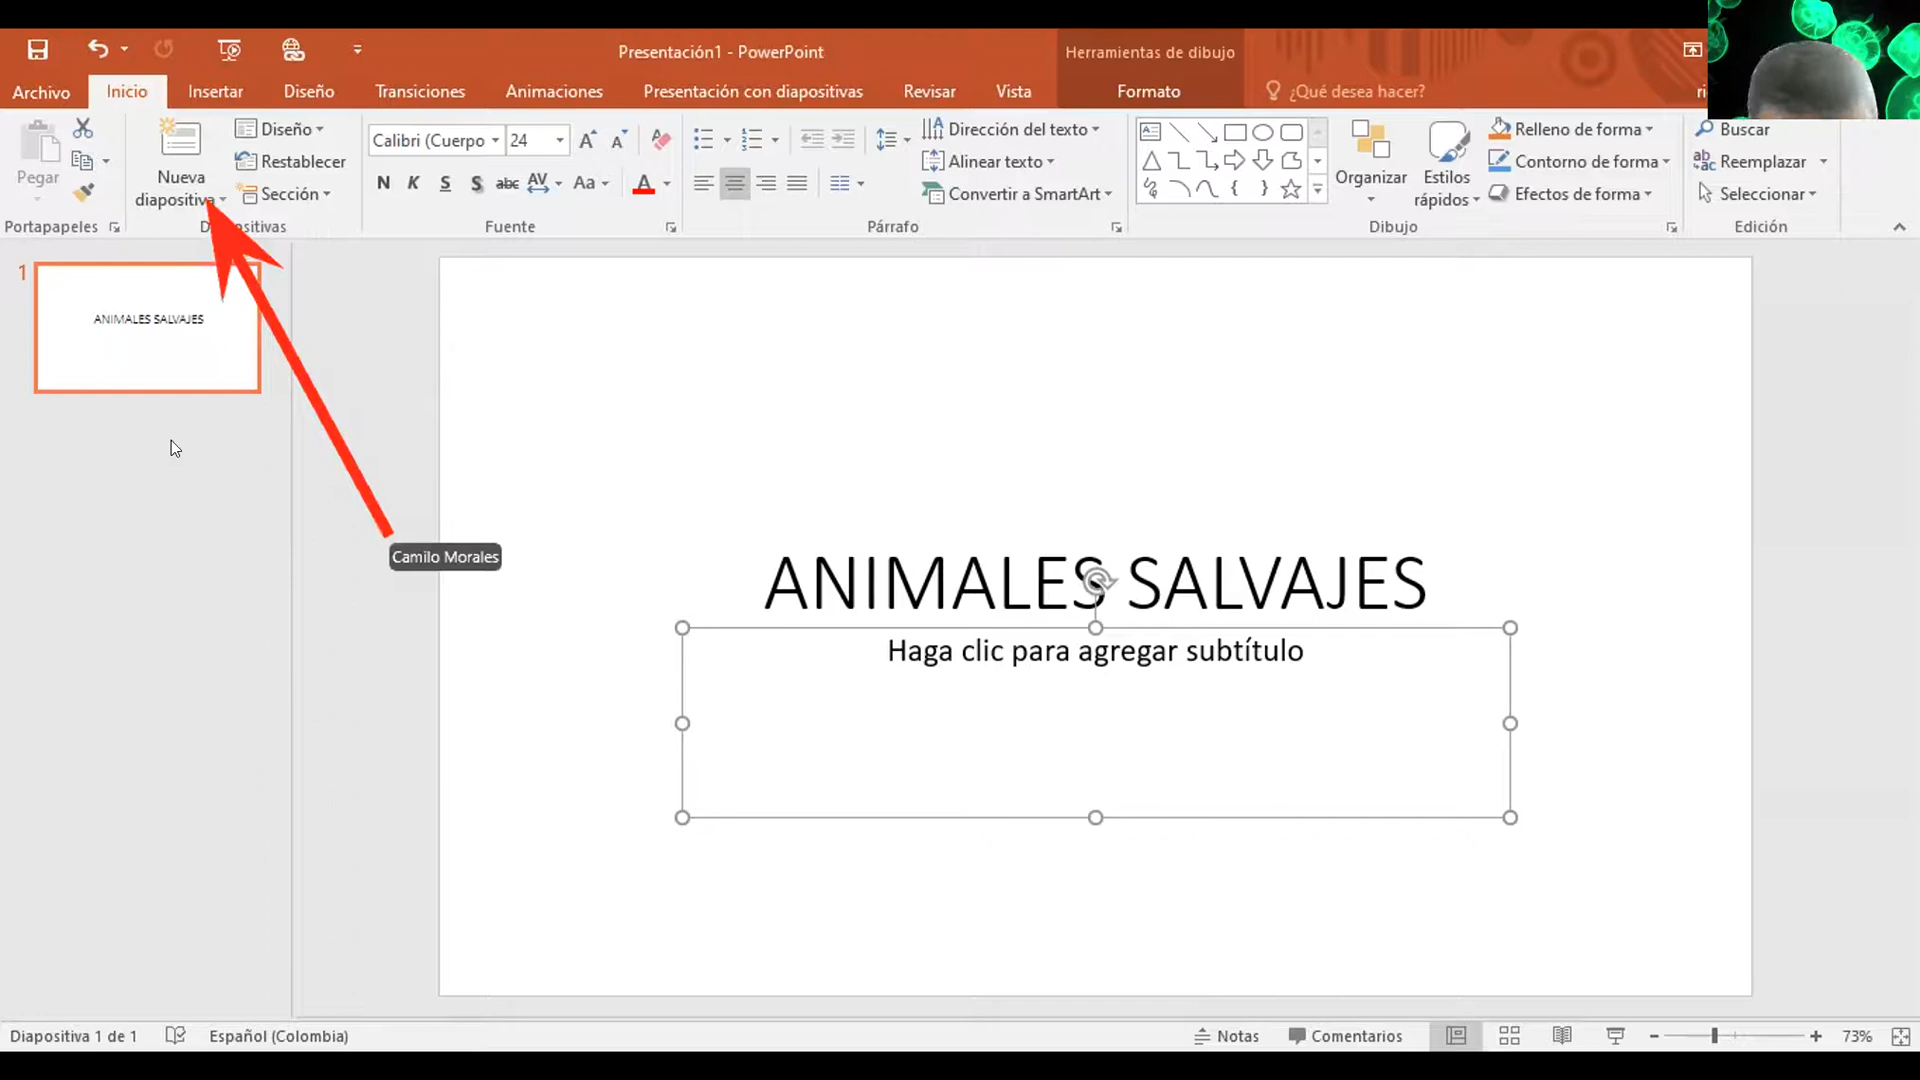 Presentación1 - PowerPoint
Herramientas de dibujo
Archivo
Inicio
Insertar
Diseño
Transiciones
Animaciones
Presentación con diapositivas
Revisar
Vista
Formato
¿Qué desea hacer?
Pegar
Nueva
diapositiva
Diseño
Restablecer
Sección
Calibri (Cuerpo
24
N K S S abc AV Aa A
Dirección del texto
Alinear texto
Convertir a SmartArt
Organizar
Estilos
rápidos
Relleno de forma
Contorno de forma
Efectos de forma
Buscar
Reemplazar
Seleccionar
Portapapeles
Fuente
Párrafo
Dibujo
Edición
1
ANIMALES SALVAJES
Camilo Morales
ANIMALES SALVAJES
Haga clic para agregar subtítulo
Diapositiva 1 de 1
Español (Colombia)
Notas
Comentarios
73%